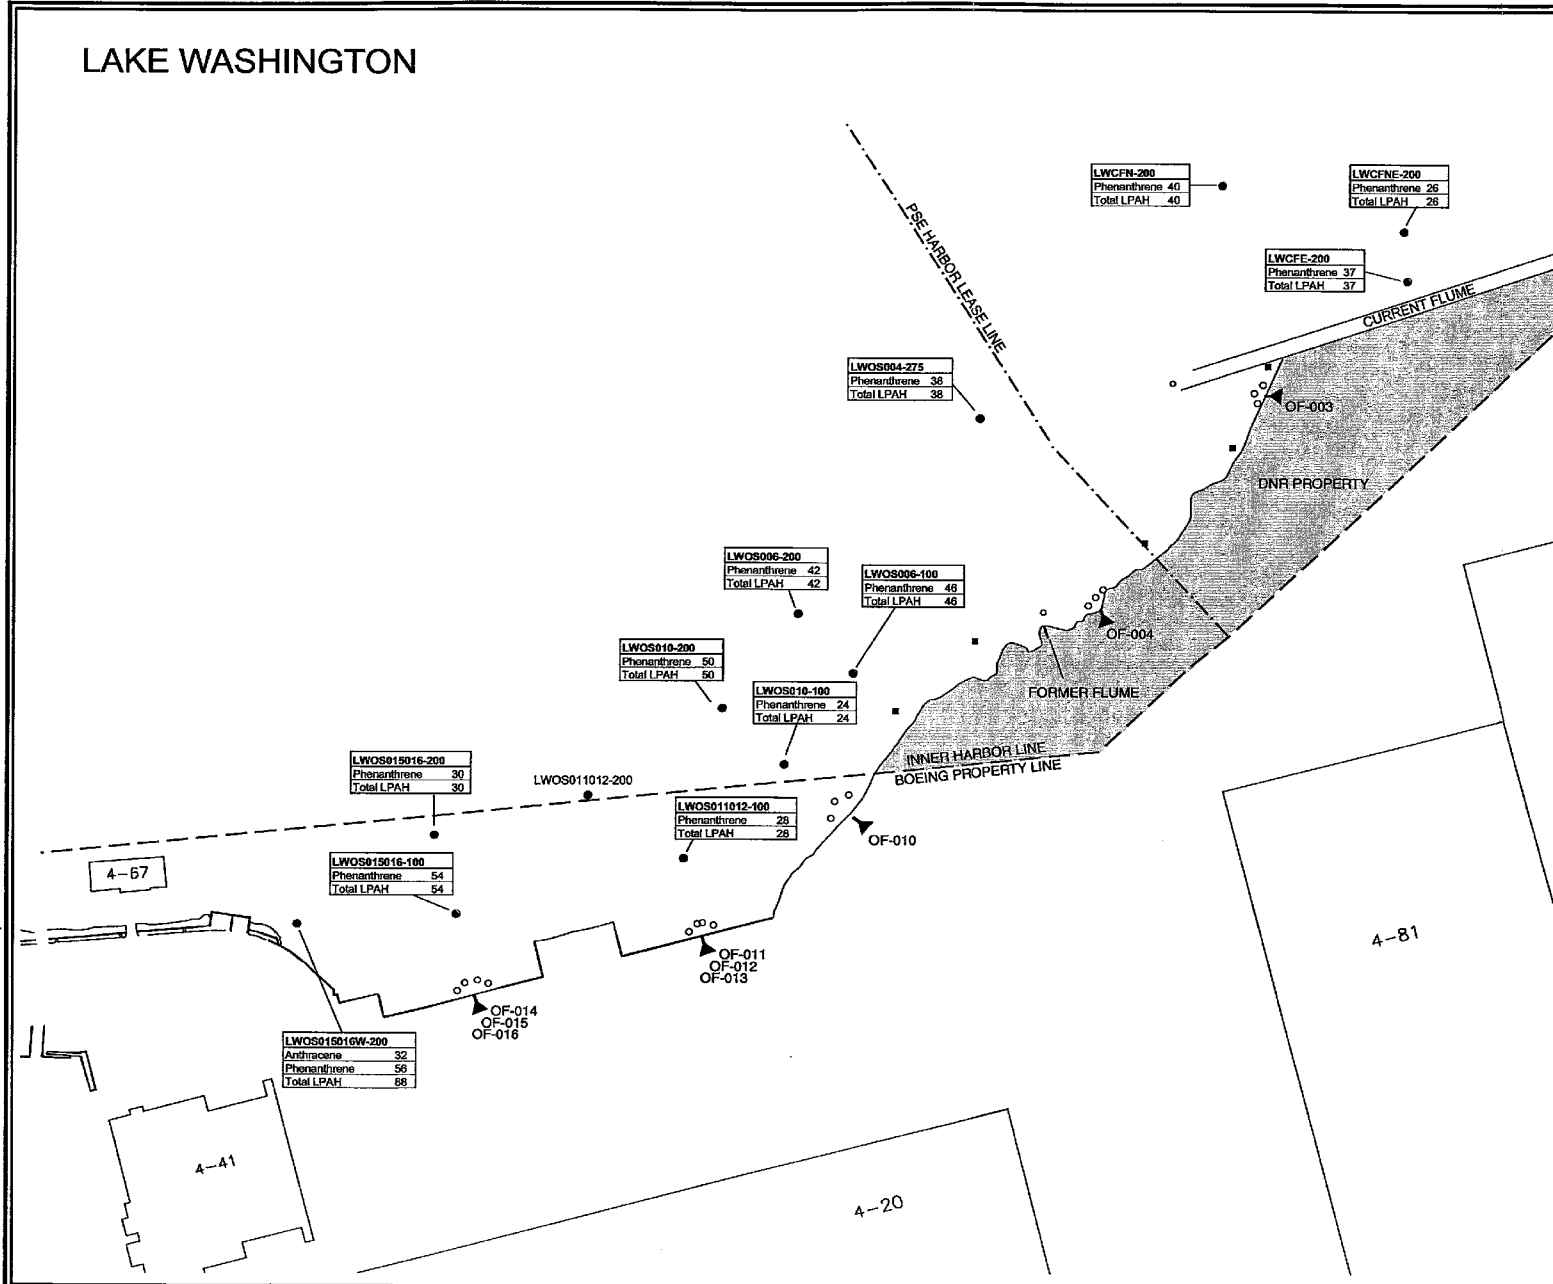 LAKE WASHINGTON
LWCFN-200
Phenanthrene 40
Total LPAH 40
LWCFNE-200
Phenanthrene 26
Total LPAH 26
PSE HARBOR LEASE LINE
LWCFE-200
Phenanthrene 37
Total LPAH 37
CURRENT FLUME
LWOS004-275
Phenanthrene 38
Total LPAH 38
OF-003
DNR PROPERTY
LWOS006-200
Phenanthrene 42
Total LPAH 42
LWOS006-100
Phenanthrene 46
Total LPAH 46
OF-004
LWOS010-200
Phenanthrene 50
Total LPAH 50
LWOS010-100
Phenanthrene 24
Total LPAH 24
FORMER FLUME
INNER HARBOR LINE
BOEING PROPERTY LINE
LWOS015016-200
Phenanthrene 30
Total LPAH 30
LWOS011012-200
LWOS011012-100
Phenanthrene 28
Total LPAH 28
OF-010
4-67
LWOS015016-100
Phenanthrene 54
Total LPAH 54
4-81
OF-011
OF-012
OF-013
OF-014
OF-015
OF-016
LWOS015016W-200
Anthracene 32
Phenanthrene 56
Total LPAH 88
4-41
4-20